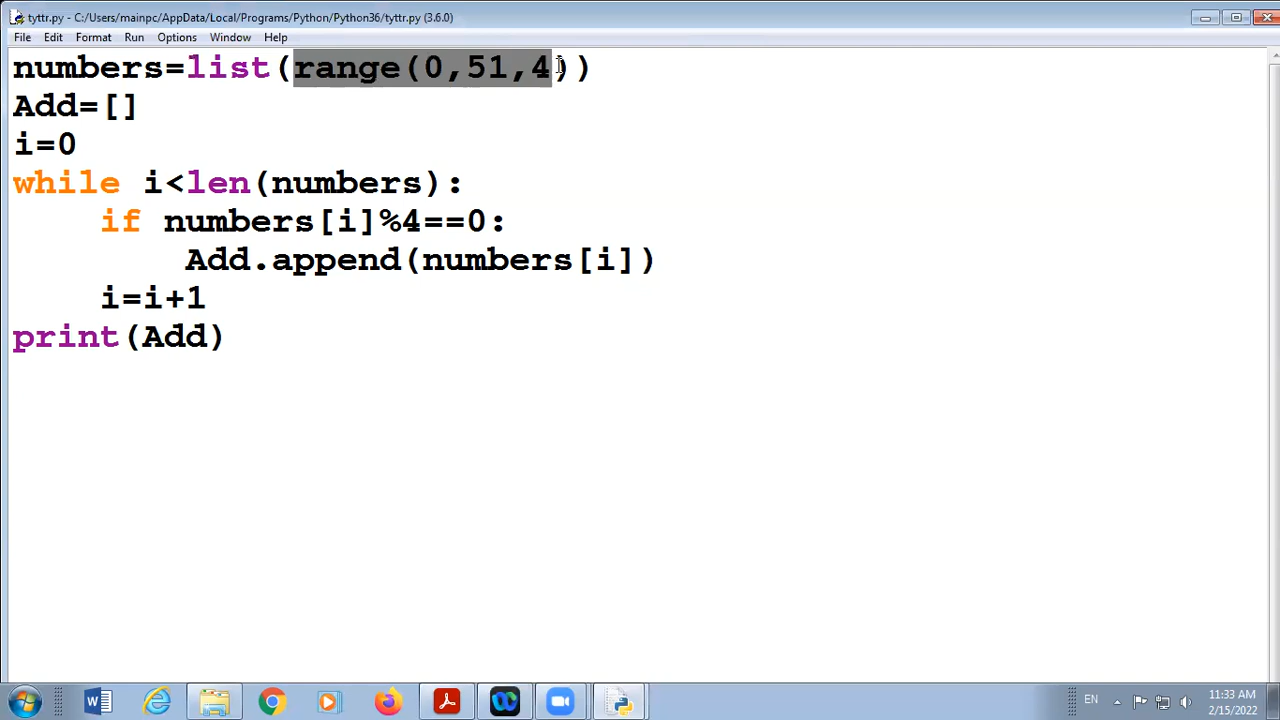 tyttr.py - C:/Users/mainpc/AppData/Local/Programs/Python/Python36/tyttr.py (3.6.0)
File Edit Format Run Options Window Help
numbers=list(range(0,51,4))
Add=[]
i=0
while i<len(numbers):
    if numbers[i]%4==0:
        Add.append(numbers[i])
    i=i+1
print(Add)
EN
11:33 AM
2/15/2022